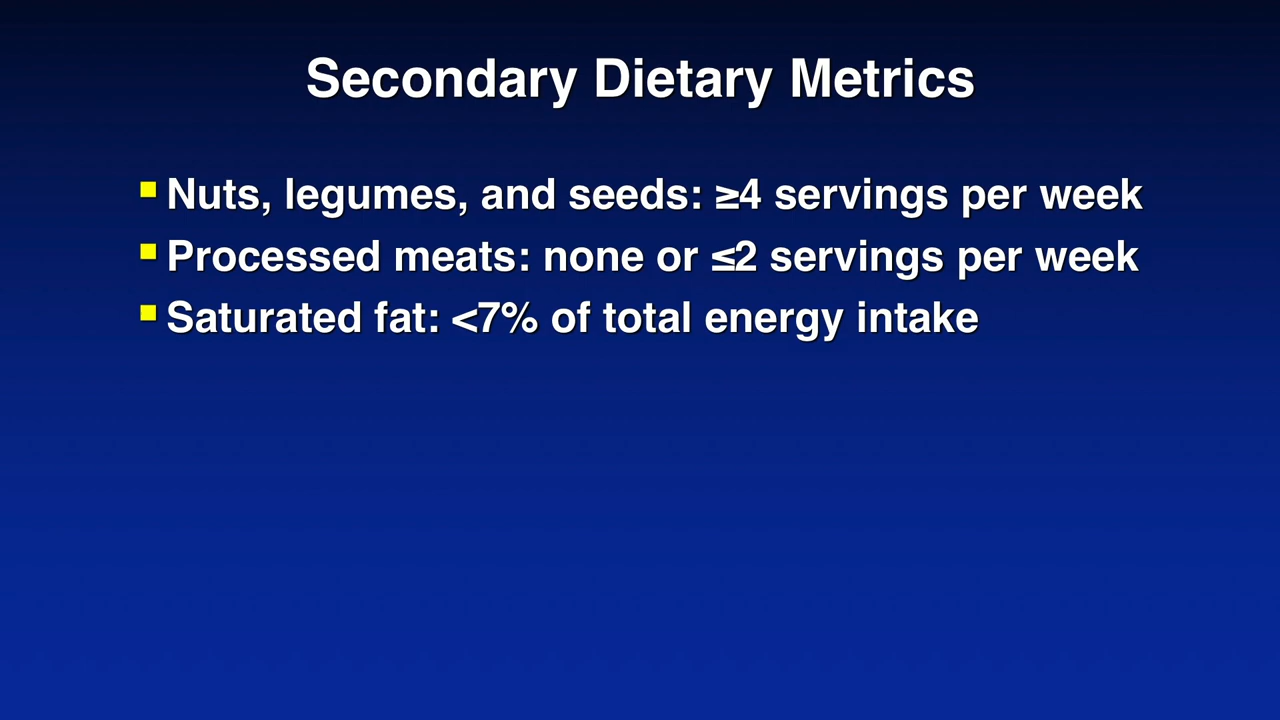 Secondary Dietary Metrics
Nuts, legumes, and seeds: ≥4 servings per week
Processed meats: none or ≤2 servings per week
Saturated fat: <7% of total energy intake